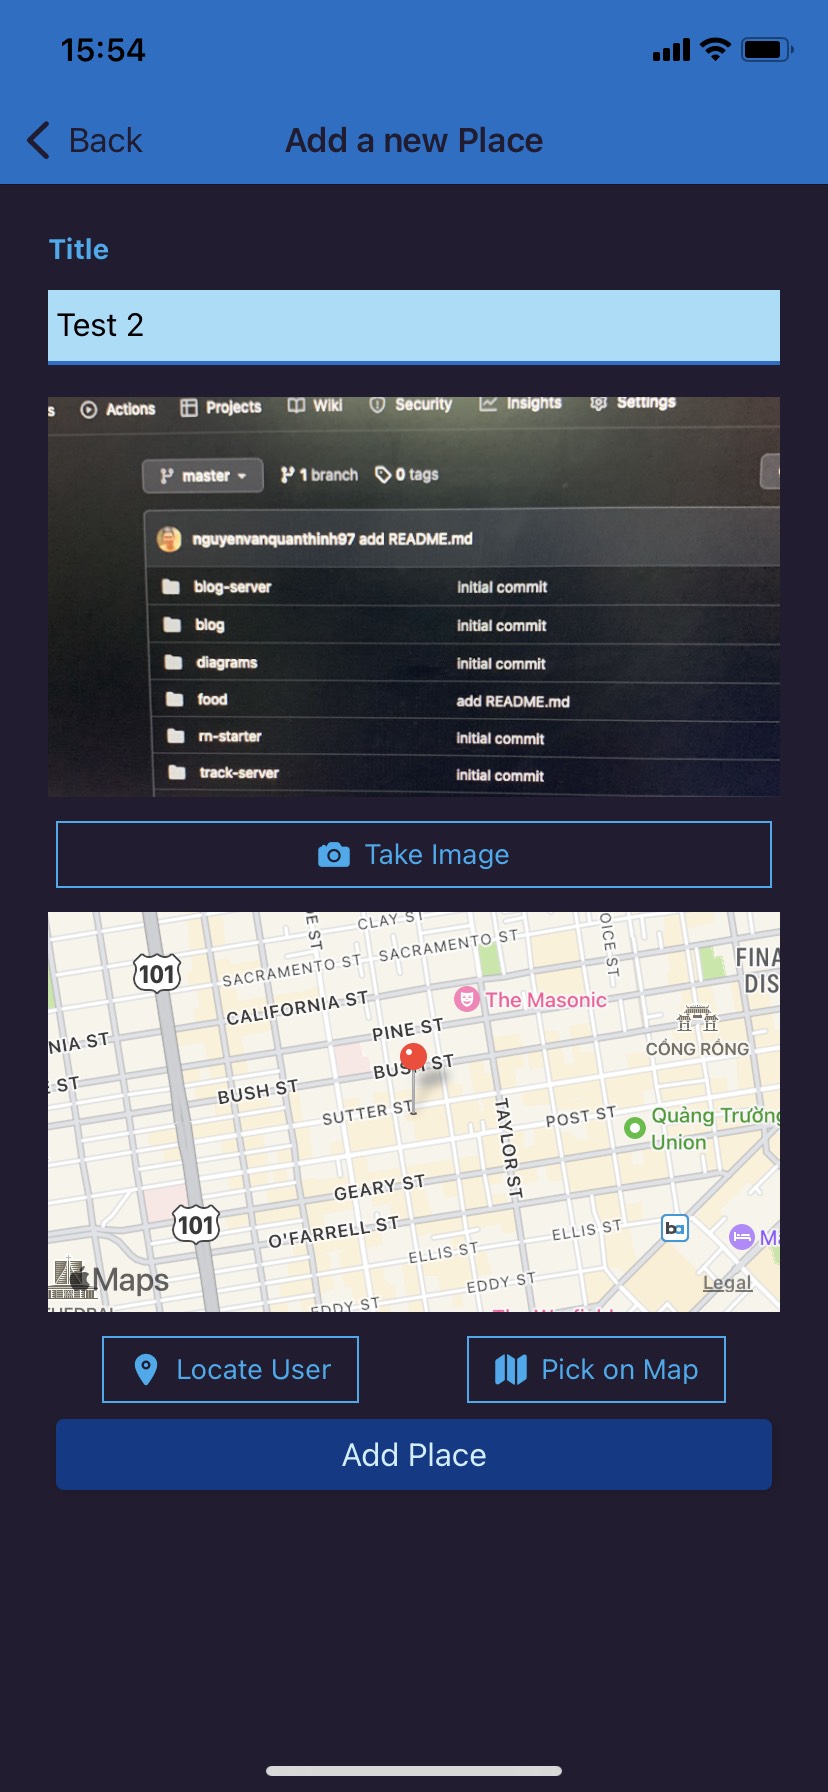 15:54
Back
Add a new Place
Title
Test 2
s Actions Projects Wiki Security Insights Settings
master 1 branch 0 tags
nguyenvanquanthinh97 add README.md
blog-server initial commit
blog initial commit
diagrams initial commit
food add README.md
rn-starter initial commit
track-server initial commit
Take Image
CLAY ST
SACRAMENTO ST
SACRAMENTO ST
OICE ST
101
FINA
DIS
CALIFORNIA ST
The Masonic
PINE ST
NIA ST
CỔNG RỒNG
BUSH ST
E ST
BUSH ST
SUTTER ST
TAYLOR ST
POST ST
Quảng Trường
Union
GEARY ST
101
O'FARRELL ST
ELLIS ST
ELLIS ST
ba
Ma
EDDY ST
Maps
Legal
EDDY ST
Locate User
Pick on Map
Add Place